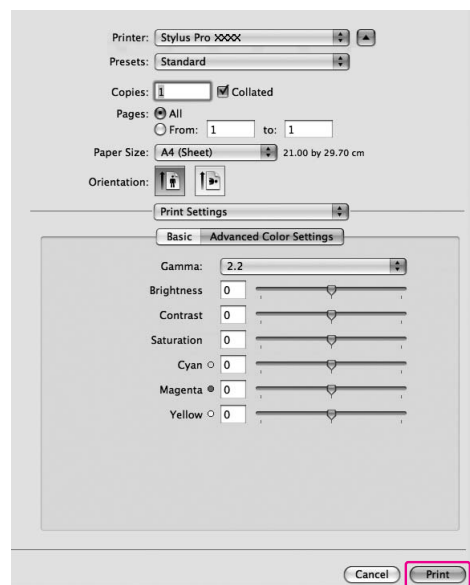 Printer: Stylus Pro XXXX
Presets: Standard
Copies: 1 Collated
Pages: All
From: 1 to: 1
Paper Size: A4 (Sheet) 21.00 by 29.70 cm
Orientation:
Print Settings
Basic Advanced Color Settings
Gamma: 2.2
Brightness 0
Contrast 0
Saturation 0
Cyan 0
Magenta 0
Yellow 0
Cancel Print